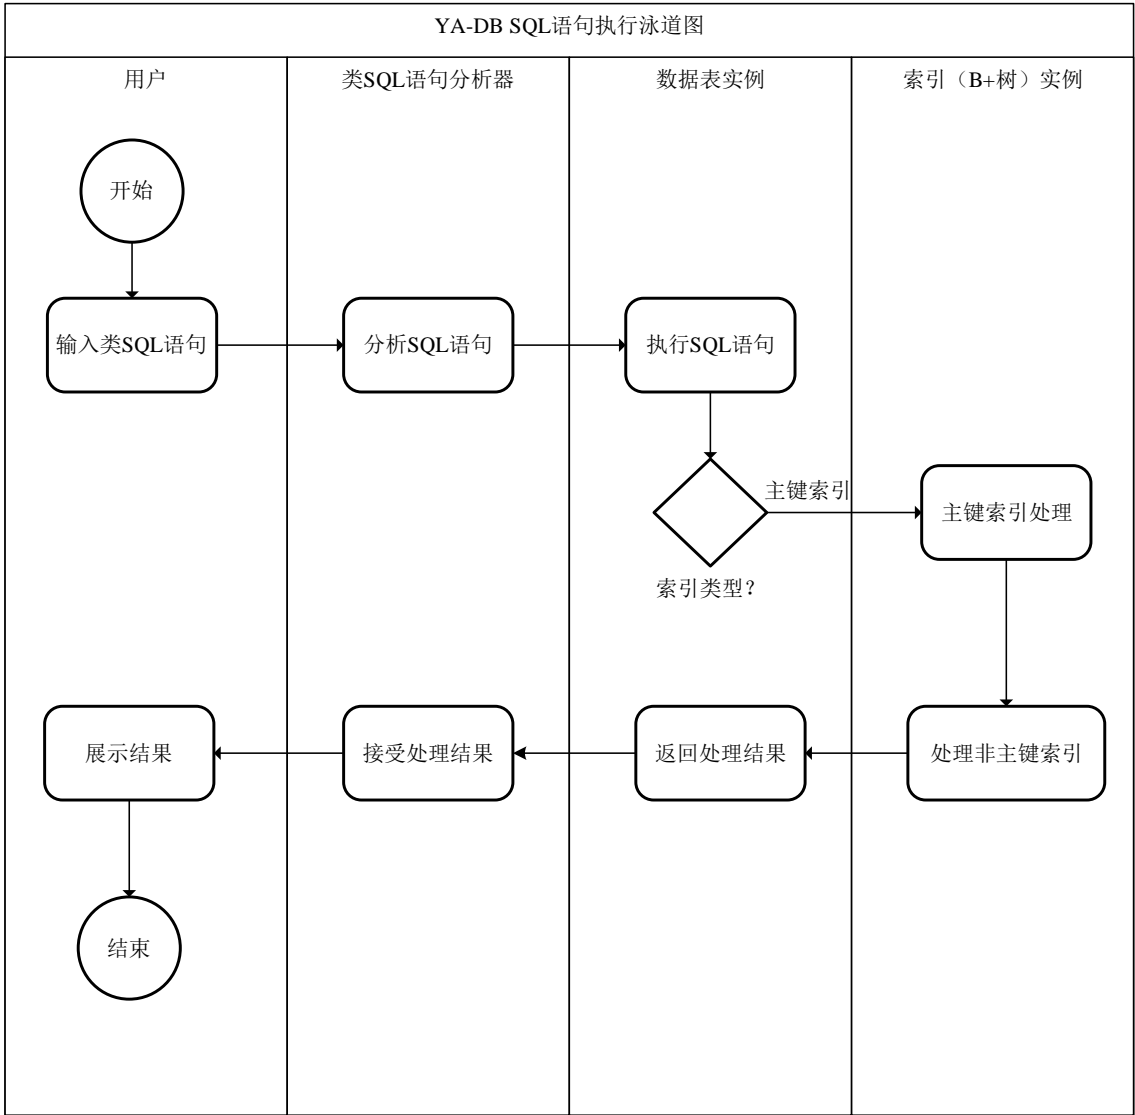 YA-DB SQL语句执行泳道图
用户
类SQL语句分析器
数据表实例
索引（B+树）实例
开始
输入类SQL语句
分析SQL语句
执行SQL语句
主键索引
主键索引处理
索引类型？
展示结果
接受处理结果
返回处理结果
处理非主键索引
结束